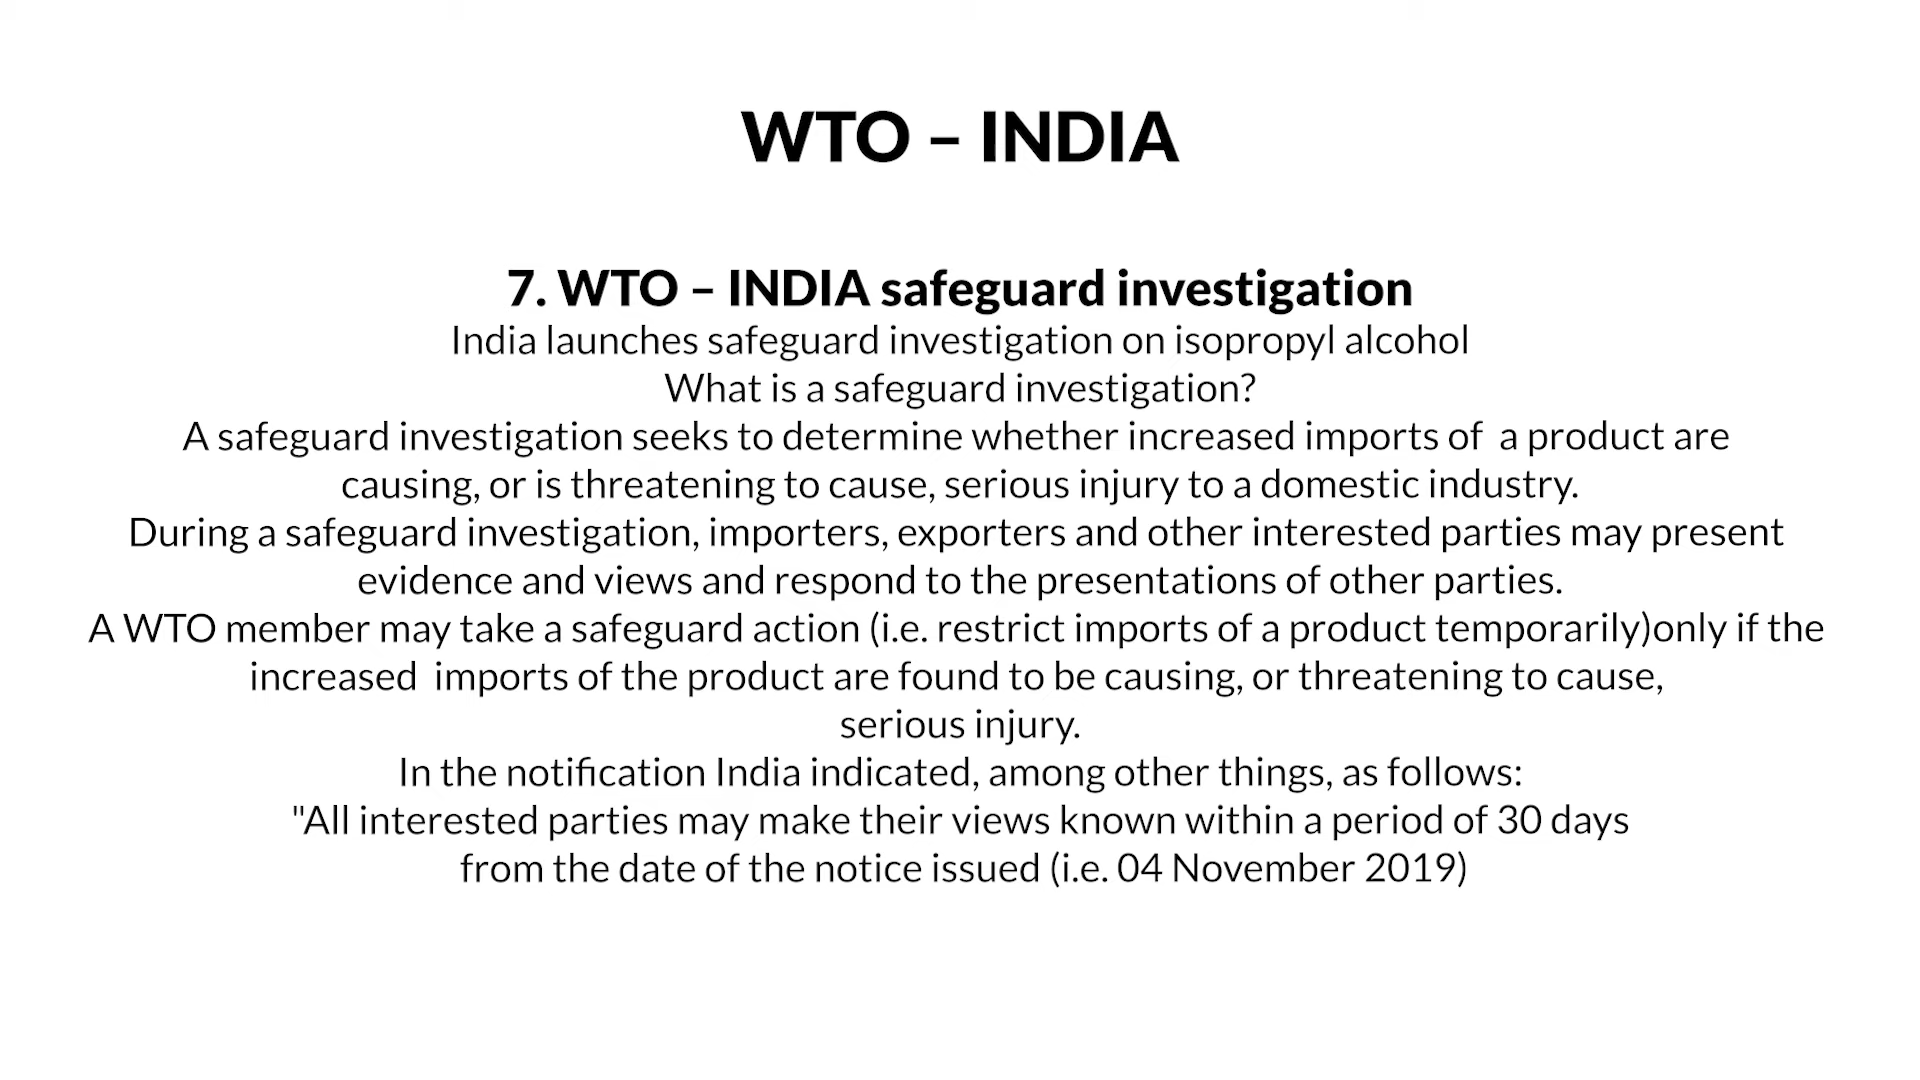 WTO – INDIA
7. WTO – INDIA safeguard investigation
India launches safeguard investigation on isopropyl alcohol
What is a safeguard investigation?
A safeguard investigation seeks to determine whether increased imports of  a product are
causing, or is threatening to cause, serious injury to a domestic industry.
During a safeguard investigation, importers, exporters and other interested parties may present
evidence and views and respond to the presentations of other parties.
A WTO member may take a safeguard action (i.e. restrict imports of a product temporarily)only if the
increased  imports of the product are found to be causing, or threatening to cause,
serious injury.
In the notification India indicated, among other things, as follows:
"All interested parties may make their views known within a period of 30 days
from the date of the notice issued (i.e. 04 November 2019)